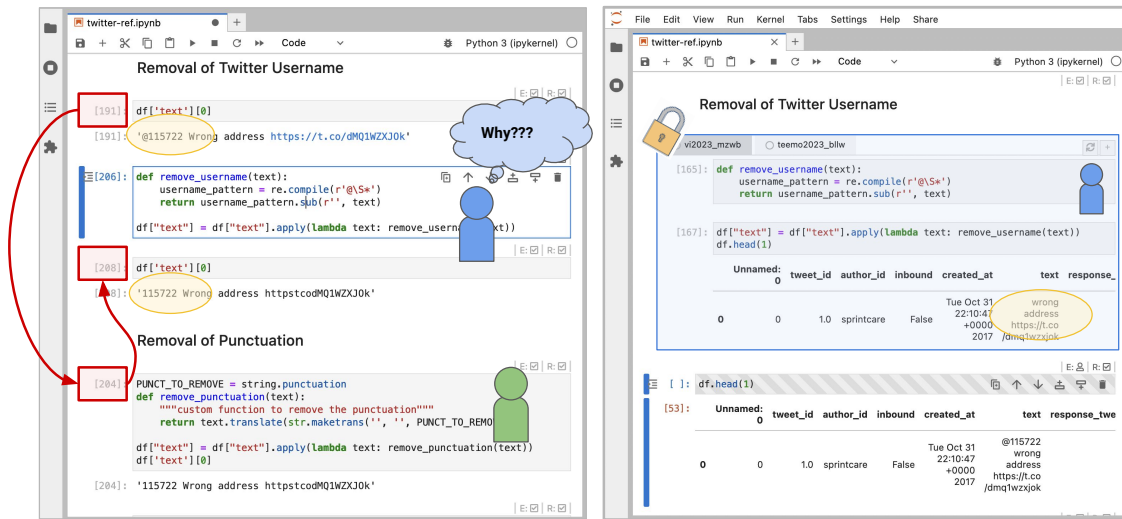 twitter-ref.ipynb
Code
Python 3 (ipykernel)
Removal of Twitter Username
E: R:
[191]: df['text'][0]
[191]: '@115722 Wrong address https://t.co/dMQ1WZXJOk'
Why???
[206]: def remove_username(text):
username_pattern = re.compile(r'@\S*')
return username_pattern.sub(r'', text)
df["text"] = df["text"].apply(lambda text: remove_usern xt))
E: R:
[208]: df['text'][0]
8]: '115722 Wrong address httpstcodMQ1WZXJOk'
Removal of Punctuation
E: R:
[204]: PUNCT_TO_REMOVE = string.punctuation
def remove_punctuation(text):
"""custom function to remove the punctuation"""
return text.translate(str.maketrans('', '', PUNCT_TO_REMO
df["text"] = df["text"].apply(lambda text: remove_punctuation(text))
df['text'][0]
[204]: '115722 Wrong address httpstcodMQ1WZXJOk'
E: R:
File Edit View Run Kernel Tabs Settings Help Share
twitter-ref.ipynb
Code
Python 3 (ipykernel)
E: R:
Removal of Twitter Username
vi2023_mzwb teemo2023_bllw
[165]: def remove_username(text):
username_pattern = re.compile(r'@\S*')
return username_pattern.sub(r'', text)
[167]: df["text"] = df["text"].apply(lambda text: remove_username(text))
df.head(1)
Unnamed: 0 tweet_id author_id inbound created_at text response_
0 0 1.0 sprintcare False Tue Oct 31 22:10:47 +0000 2017 wrong address https://t.co/dmq1wzxjok
E: R:
[ ]: df.head(1)
[53]: Unnamed: 0 tweet_id author_id inbound created_at text response_twe
0 0 1.0 sprintcare False Tue Oct 31 22:10:47 +0000 2017 @115722 wrong address https://t.co/dmq1wzxjok